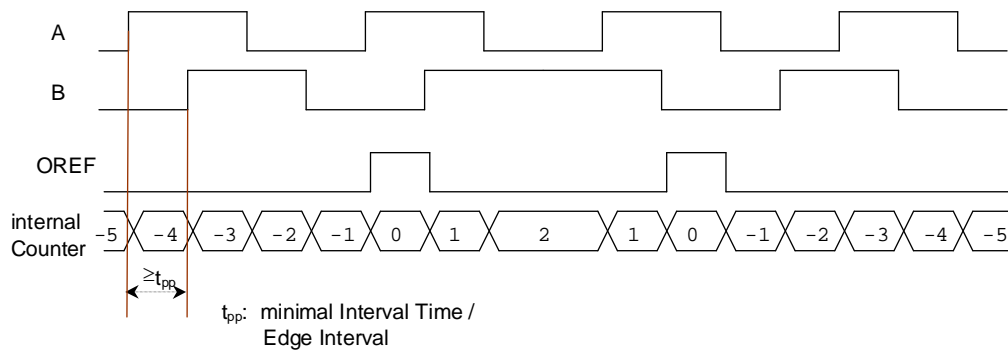 A
B
OREF
internal
Counter
-5 -4 -3 -2 -1 0 1 2 1 0 -1 -2 -3 -4 -5
≥tpp
tpp: minimal Interval Time /
Edge Interval